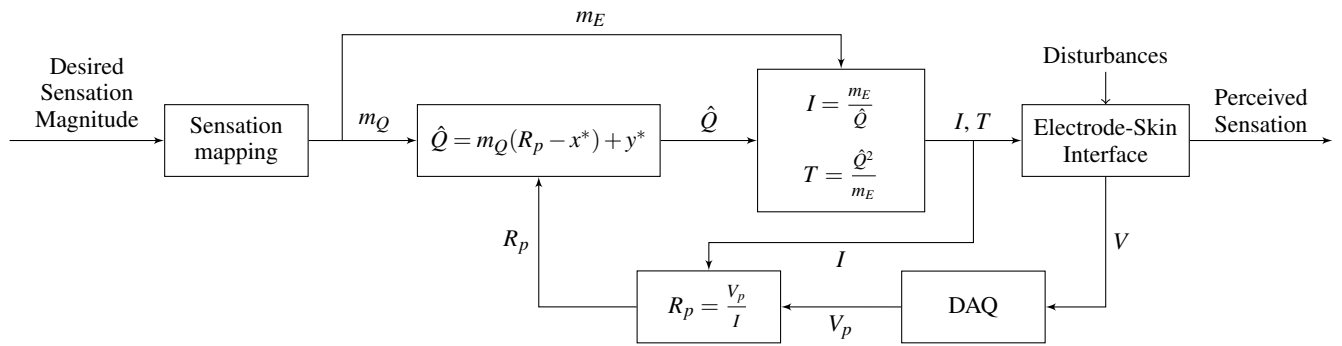 m_E
Disturbances
Desired
Sensation
Magnitude
Sensation
mapping
m_Q
Q̂ = m_Q(R_p − x*) + y*
Q̂
I = m_E/Q̂
T = Q̂²/m_E
I, T
Electrode-Skin
Interface
Perceived
Sensation
R_p
I
V
R_p = V_p/I
V_p
DAQ